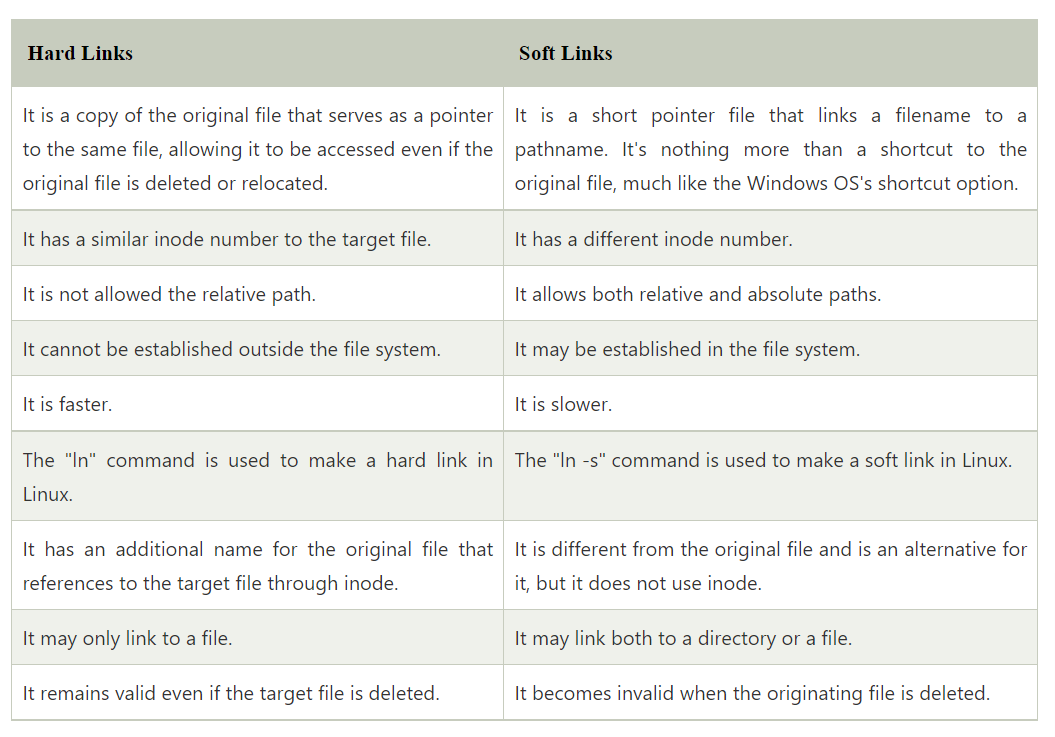 Hard Links
Soft Links
It is a copy of the original file that serves as a pointer
to the same file, allowing it to be accessed even if the
original file is deleted or relocated.
It is a short pointer file that links a filename to a
pathname. It's nothing more than a shortcut to the
original file, much like the Windows OS's shortcut option.
It has a similar inode number to the target file.
It has a different inode number.
It is not allowed the relative path.
It allows both relative and absolute paths.
It cannot be established outside the file system.
It may be established in the file system.
It is faster.
It is slower.
The "ln" command is used to make a hard link in
Linux.
The "ln -s" command is used to make a soft link in Linux.
It has an additional name for the original file that
references to the target file through inode.
It is different from the original file and is an alternative for
it, but it does not use inode.
It may only link to a file.
It may link both to a directory or a file.
It remains valid even if the target file is deleted.
It becomes invalid when the originating file is deleted.